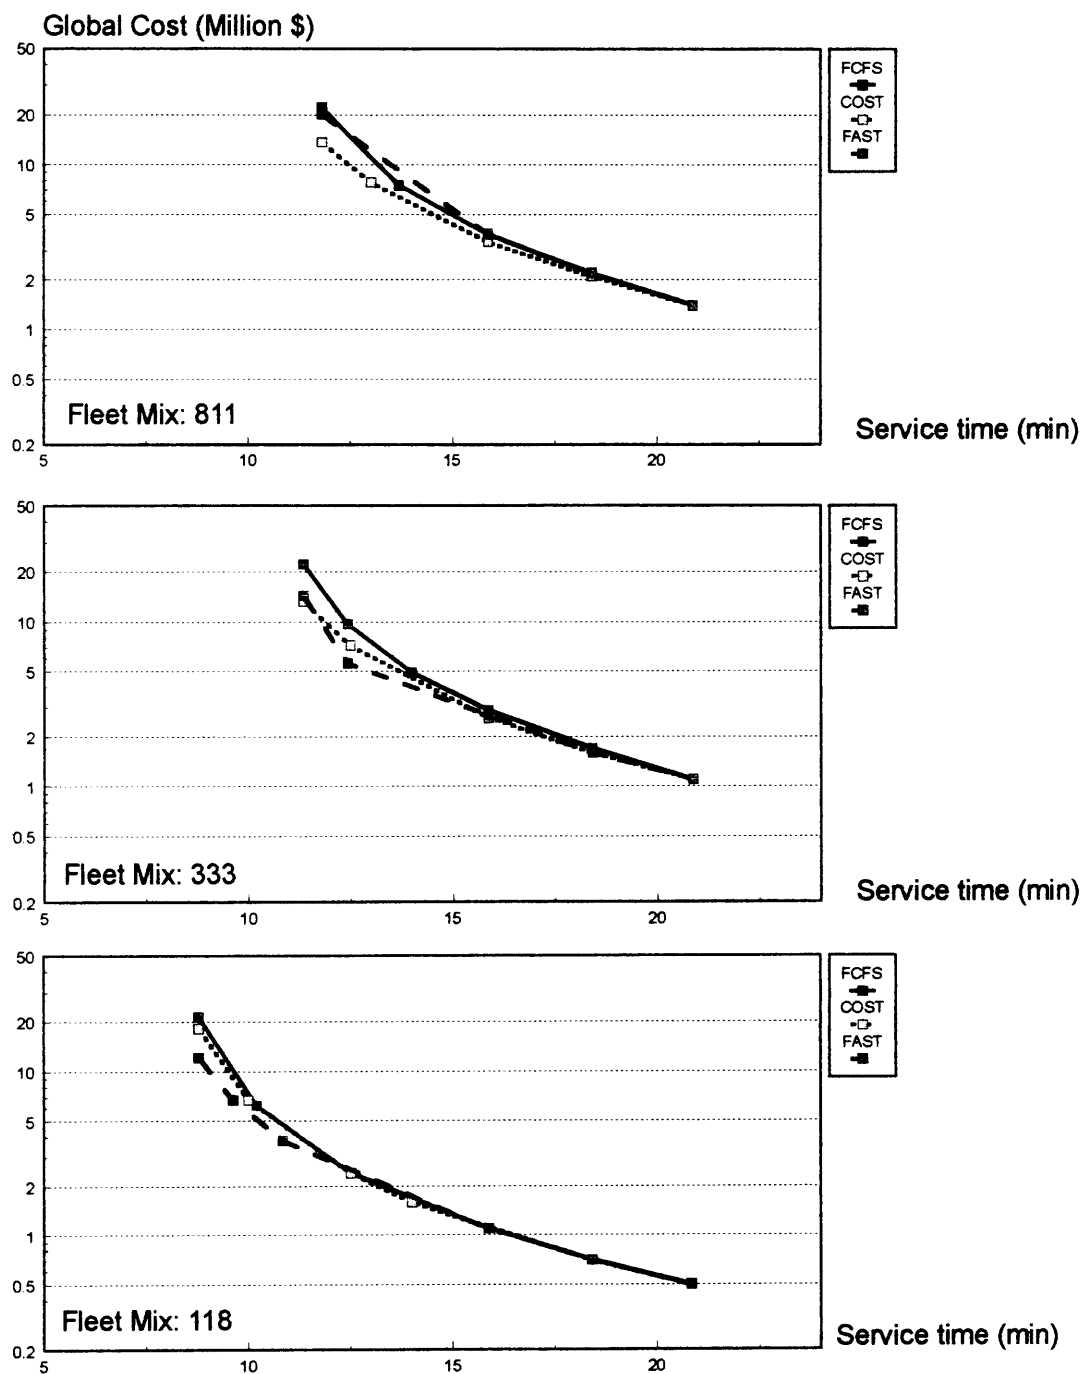 Global Cost (Million $)
50
20
10
5
2
1
0.5
0.2
5
10
15
20
Fleet Mix: 811
Service time (min)
FCFS
COST
FAST
50
20
10
5
2
1
0.5
0.2
5
10
15
20
Fleet Mix: 333
Service time (min)
FCFS
COST
FAST
50
20
10
5
2
1
0.5
0.2
5
10
15
20
Fleet Mix: 118
Service time (min)
FCFS
COST
FAST